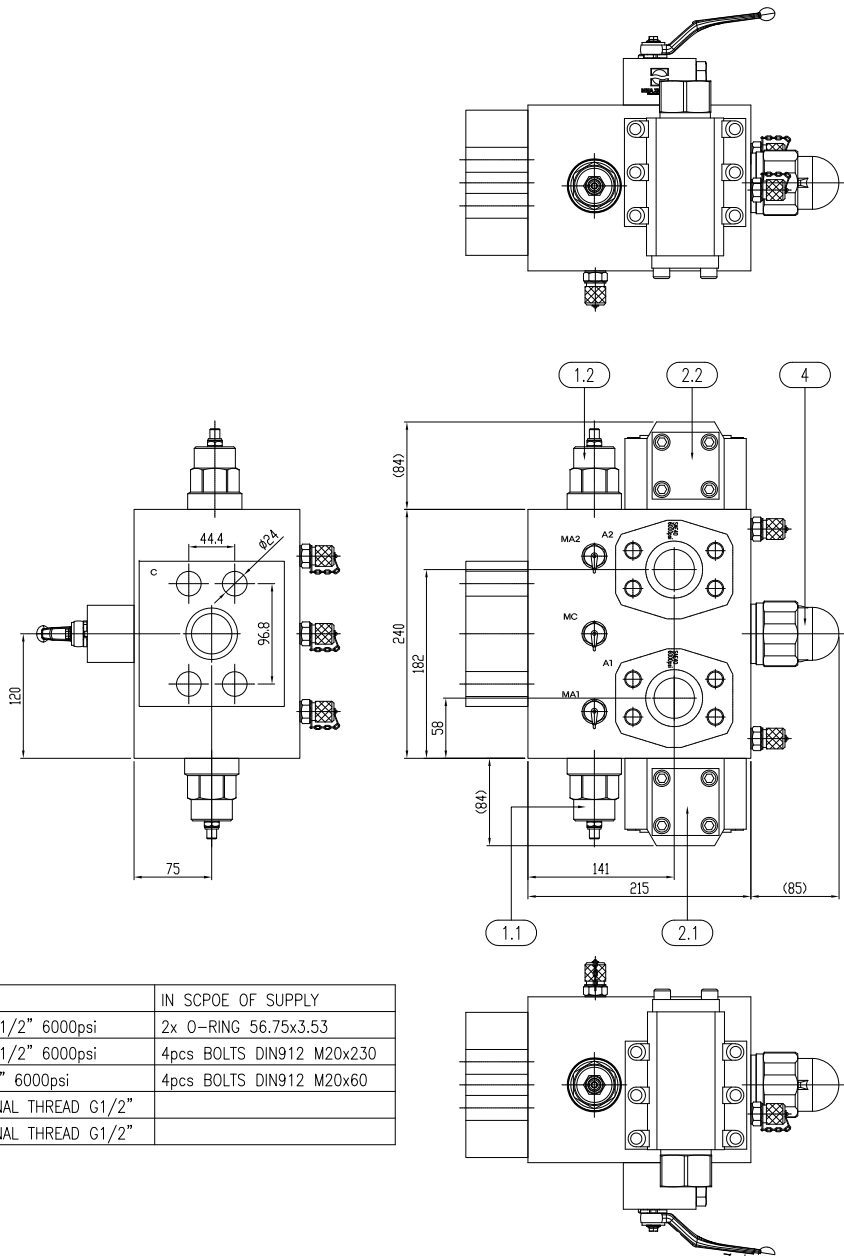 1.2
2.2
4
(84)
44.4
Ø24
C
96.8
120
75
MA2
A2
MC
A1
MA1
240
182
58
(84)
141
215
(85)
1.1
2.1
IN SCPOE OF SUPPLY
1/2" 6000psi
2x O-RING 56.75x3.53
1/2" 6000psi
4pcs BOLTS DIN912 M20x230
" 6000psi
4pcs BOLTS DIN912 M20x60
NAL THREAD G1/2"
NAL THREAD G1/2"